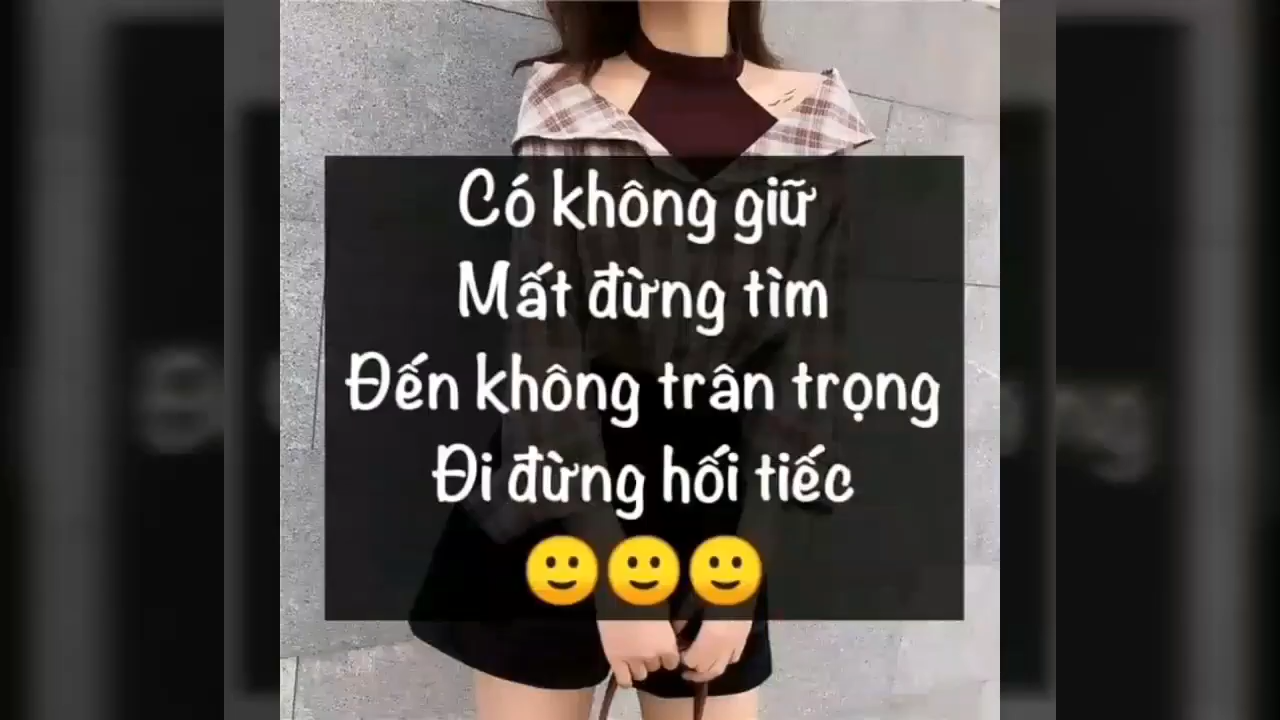 Có không giữ
Mất đừng tìm
Đến không trân trọng
Đi đừng hối tiếc
🙂🙂🙂